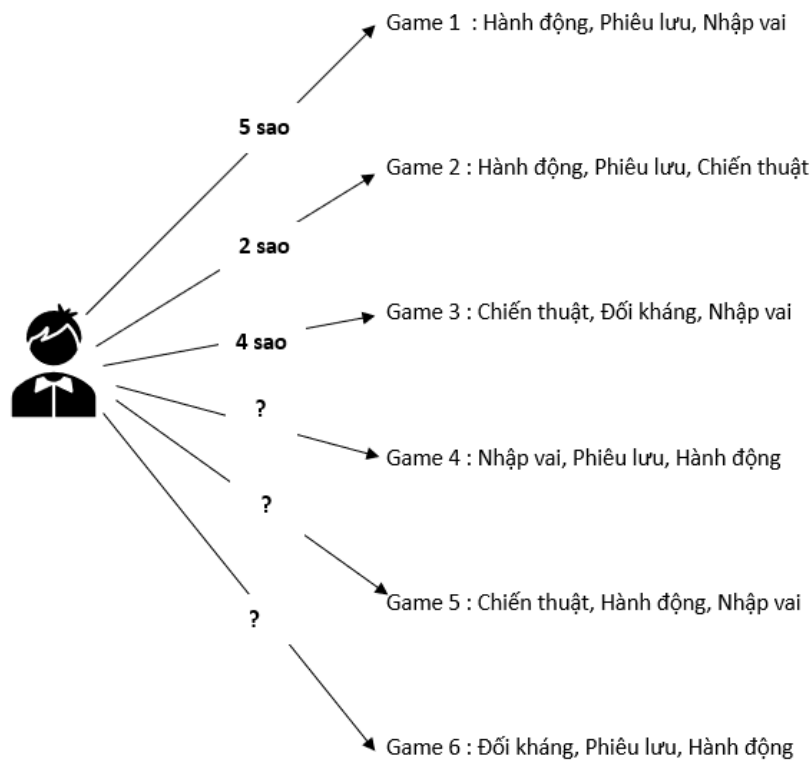 Game 1 : Hành động, Phiêu lưu, Nhập vai
5 sao
Game 2 : Hành động, Phiêu lưu, Chiến thuật
2 sao
Game 3 : Chiến thuật, Đối kháng, Nhập vai
4 sao
?
Game 4 : Nhập vai, Phiêu lưu, Hành động
?
Game 5 : Chiến thuật, Hành động, Nhập vai
?
Game 6 : Đối kháng, Phiêu lưu, Hành động